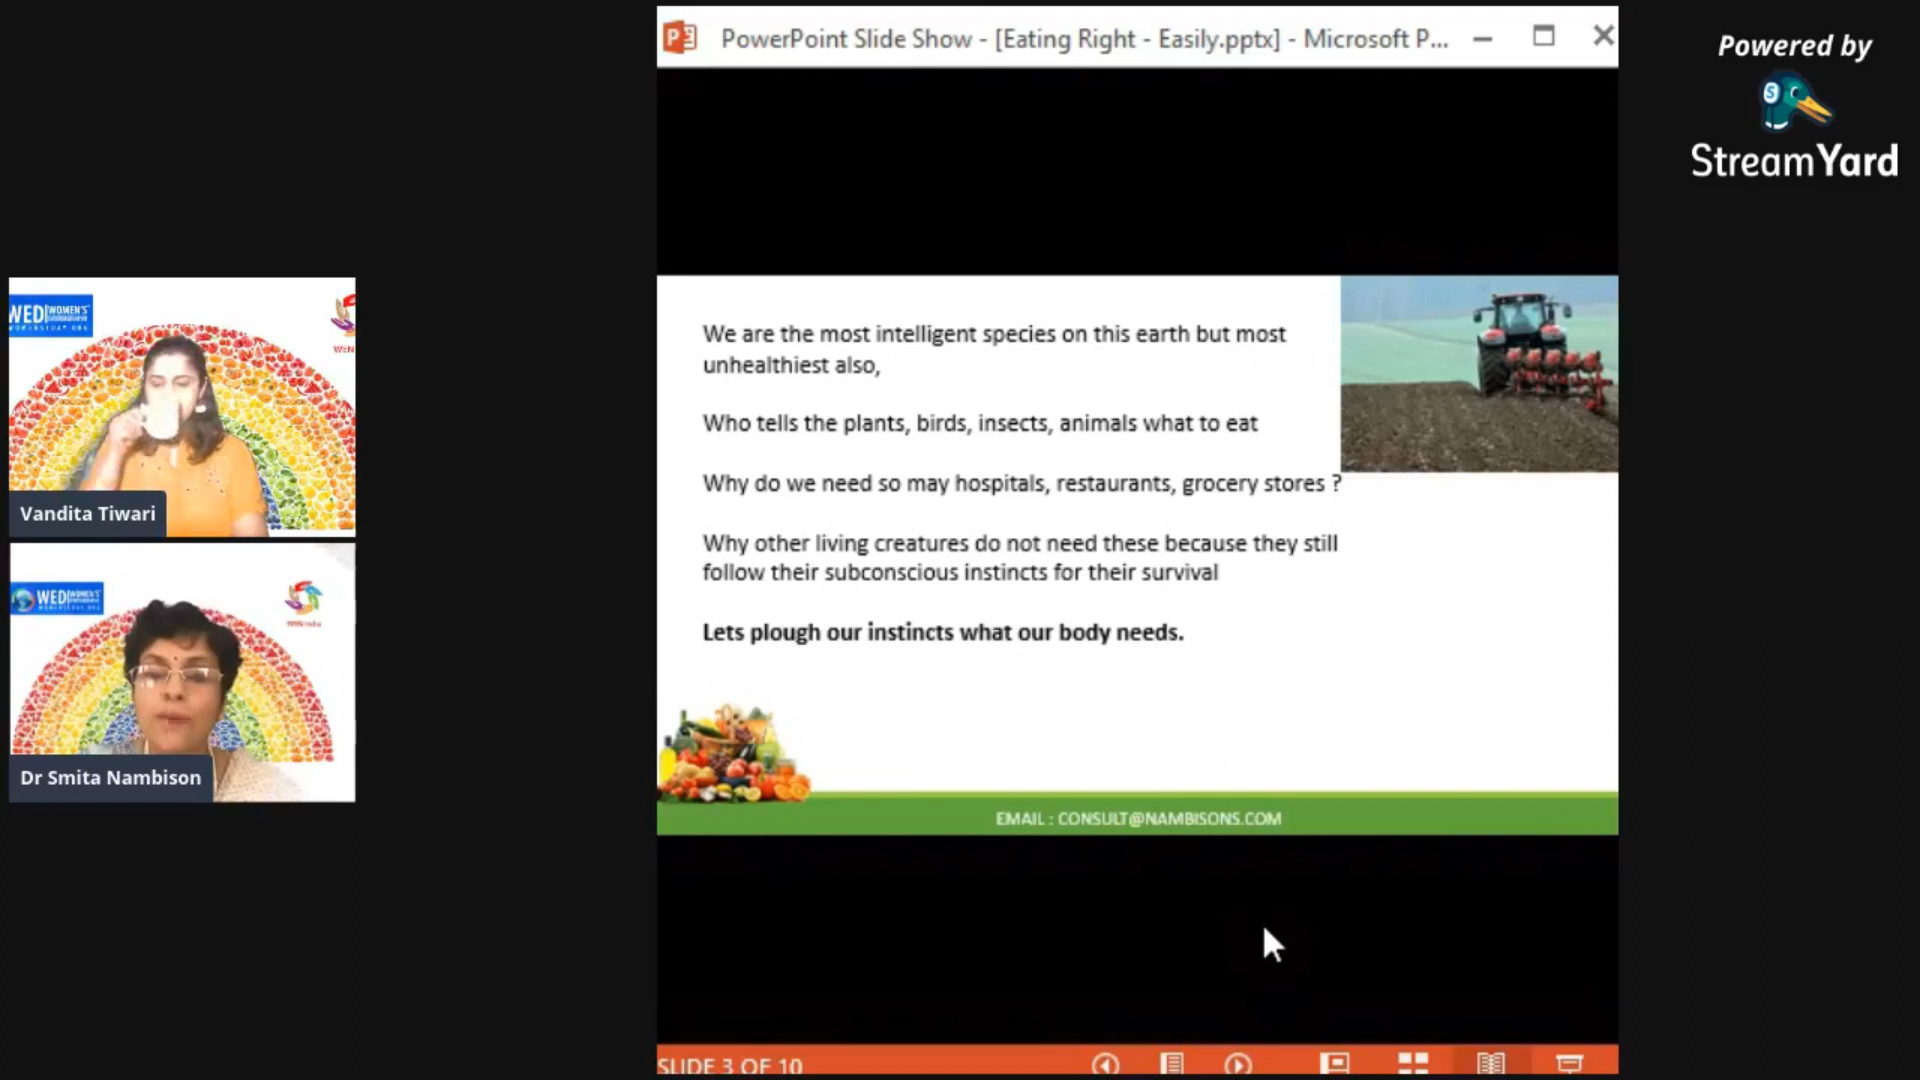 PowerPoint Slide Show - [Eating Right - Easily.pptx] - Microsoft P...
Powered by
StreamYard
We are the most intelligent species on this earth but most
unhealthiest also,
Who tells the plants, birds, insects, animals what to eat
Why do we need so may hospitals, restaurants, grocery stores ?
Why other living creatures do not need these because they still
follow their subconscious instincts for their survival
Lets plough our instincts what our body needs.
EMAIL : CONSULT@NAMBISONS.COM
SLIDE 3 OF 10
WED WOMEN'S
Vandita Tiwari
WED WOMEN'S
Dr Smita Nambison